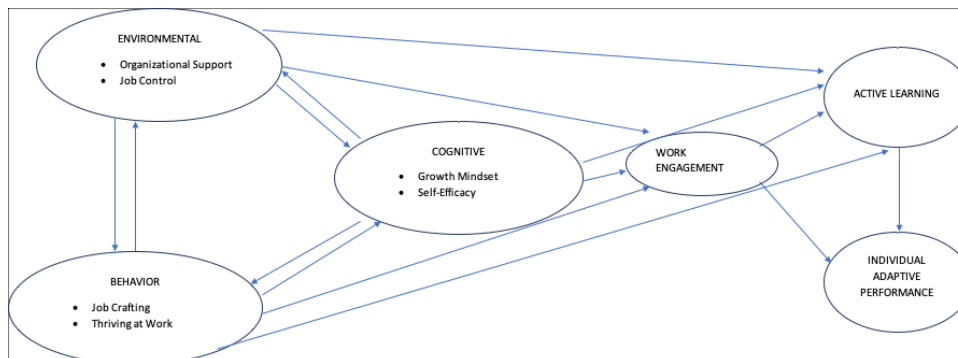 ENVIRONMENTAL
• Organizational Support
• Job Control
COGNITIVE
• Growth Mindset
• Self-Efficacy
BEHAVIOR
• Job Crafting
• Thriving at Work
WORK
ENGAGEMENT
ACTIVE LEARNING
INDIVIDUAL
ADAPTIVE
PERFORMANCE